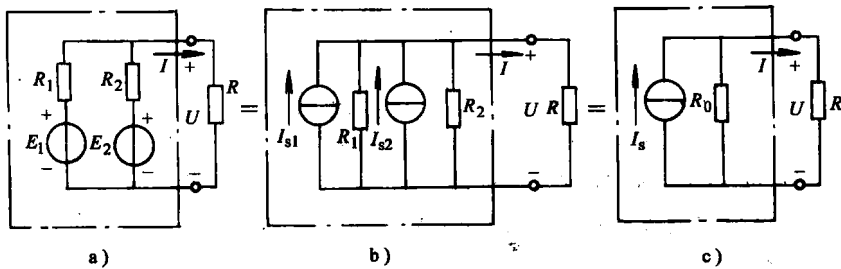 I
+
R₁
R₂
R
U
+
E₁
−
+
E₂
−
−
a)
=
I
+
Iₛ₁
R₁
Iₛ₂
R₂
U
R
−
b)
=
I
+
Iₛ
R₀
U
R
−
c)